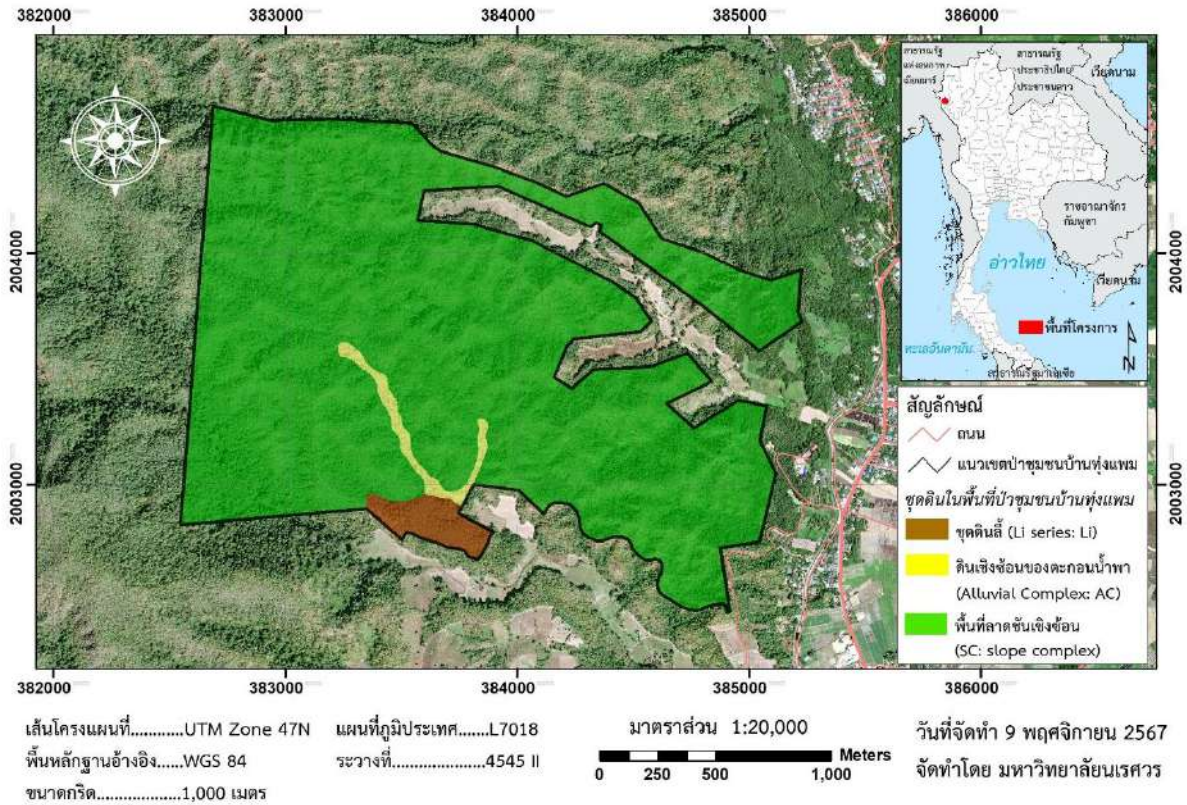 382000 383000 384000 385000 386000
2004000 2004000
2003000 2003000
สาธารณรัฐ
สาธารณรัฐ
ประชาธิปไตย
ประชาชนลาว
เวียดนาม
ราชอาณาจักร
กัมพูชา
อ่าวไทย
เวียดนาม
พื้นที่โครงการ
ทะเลอันดามัน
สาธารณรัฐมาเลเซีย
N
สัญลักษณ์
ถนน
แนวเขตป่าชุมชนบ้านทุ่งแพม
ชุดดินในพื้นที่ป่าชุมชนบ้านทุ่งแพม
ชุดดินลี้ (Li series: Li)
ดินเชิงซ้อนของตะกอนน้ำพา
(Alluvial Complex: AC)
พื้นที่ลาดชันเชิงซ้อน
(SC: slope complex)
382000 383000 384000 385000 386000
เส้นโครงแผนที่............UTM Zone 47N แผนที่ภูมิประเทศ.......L7018
พื้นหลักฐานอ้างอิง......WGS 84 ระวางที่......................4545 II
ขนาดกริด..................1,000 เมตร
มาตราส่วน 1:20,000
Meters
0 250 500 1,000
วันที่จัดทำ 9 พฤศจิกายน 2567
จัดทำโดย มหาวิทยาลัยนเรศวร